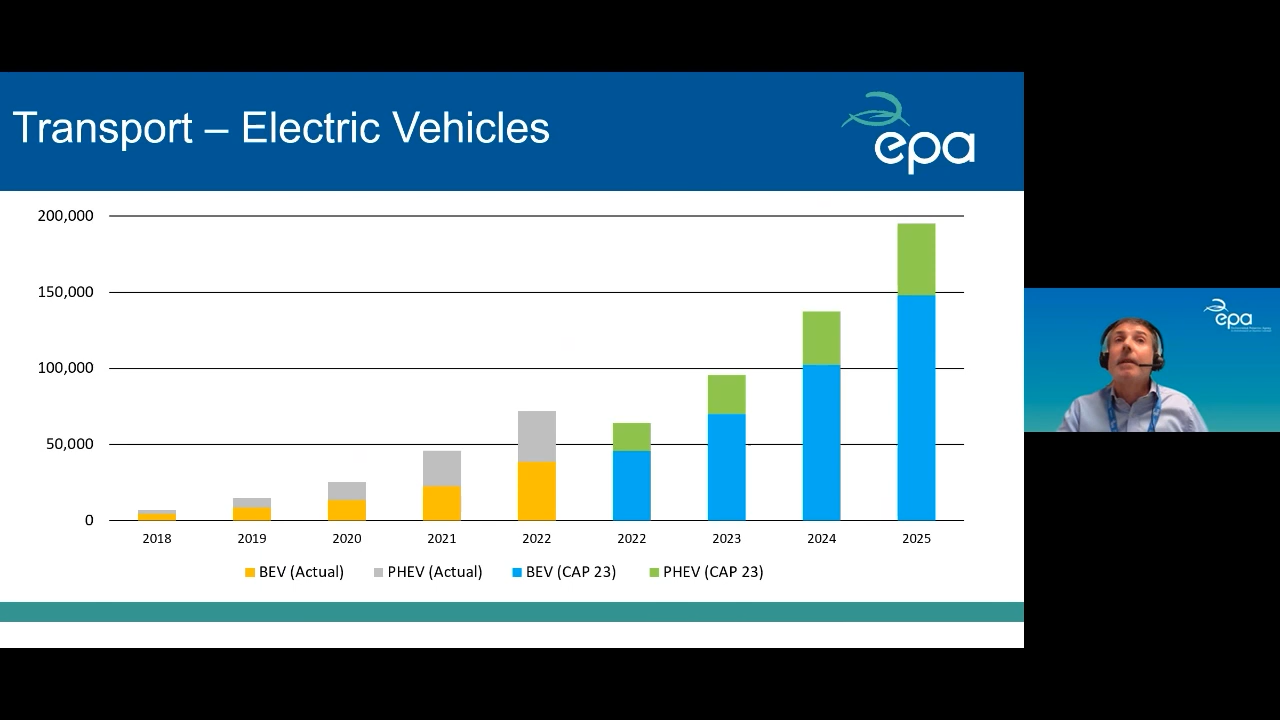 Transport – Electric Vehicles
epa
200,000
150,000
100,000
50,000
0
2018 2019 2020 2021 2022 2022 2023 2024 2025
BEV (Actual) PHEV (Actual) BEV (CAP 23) PHEV (CAP 23)
epa